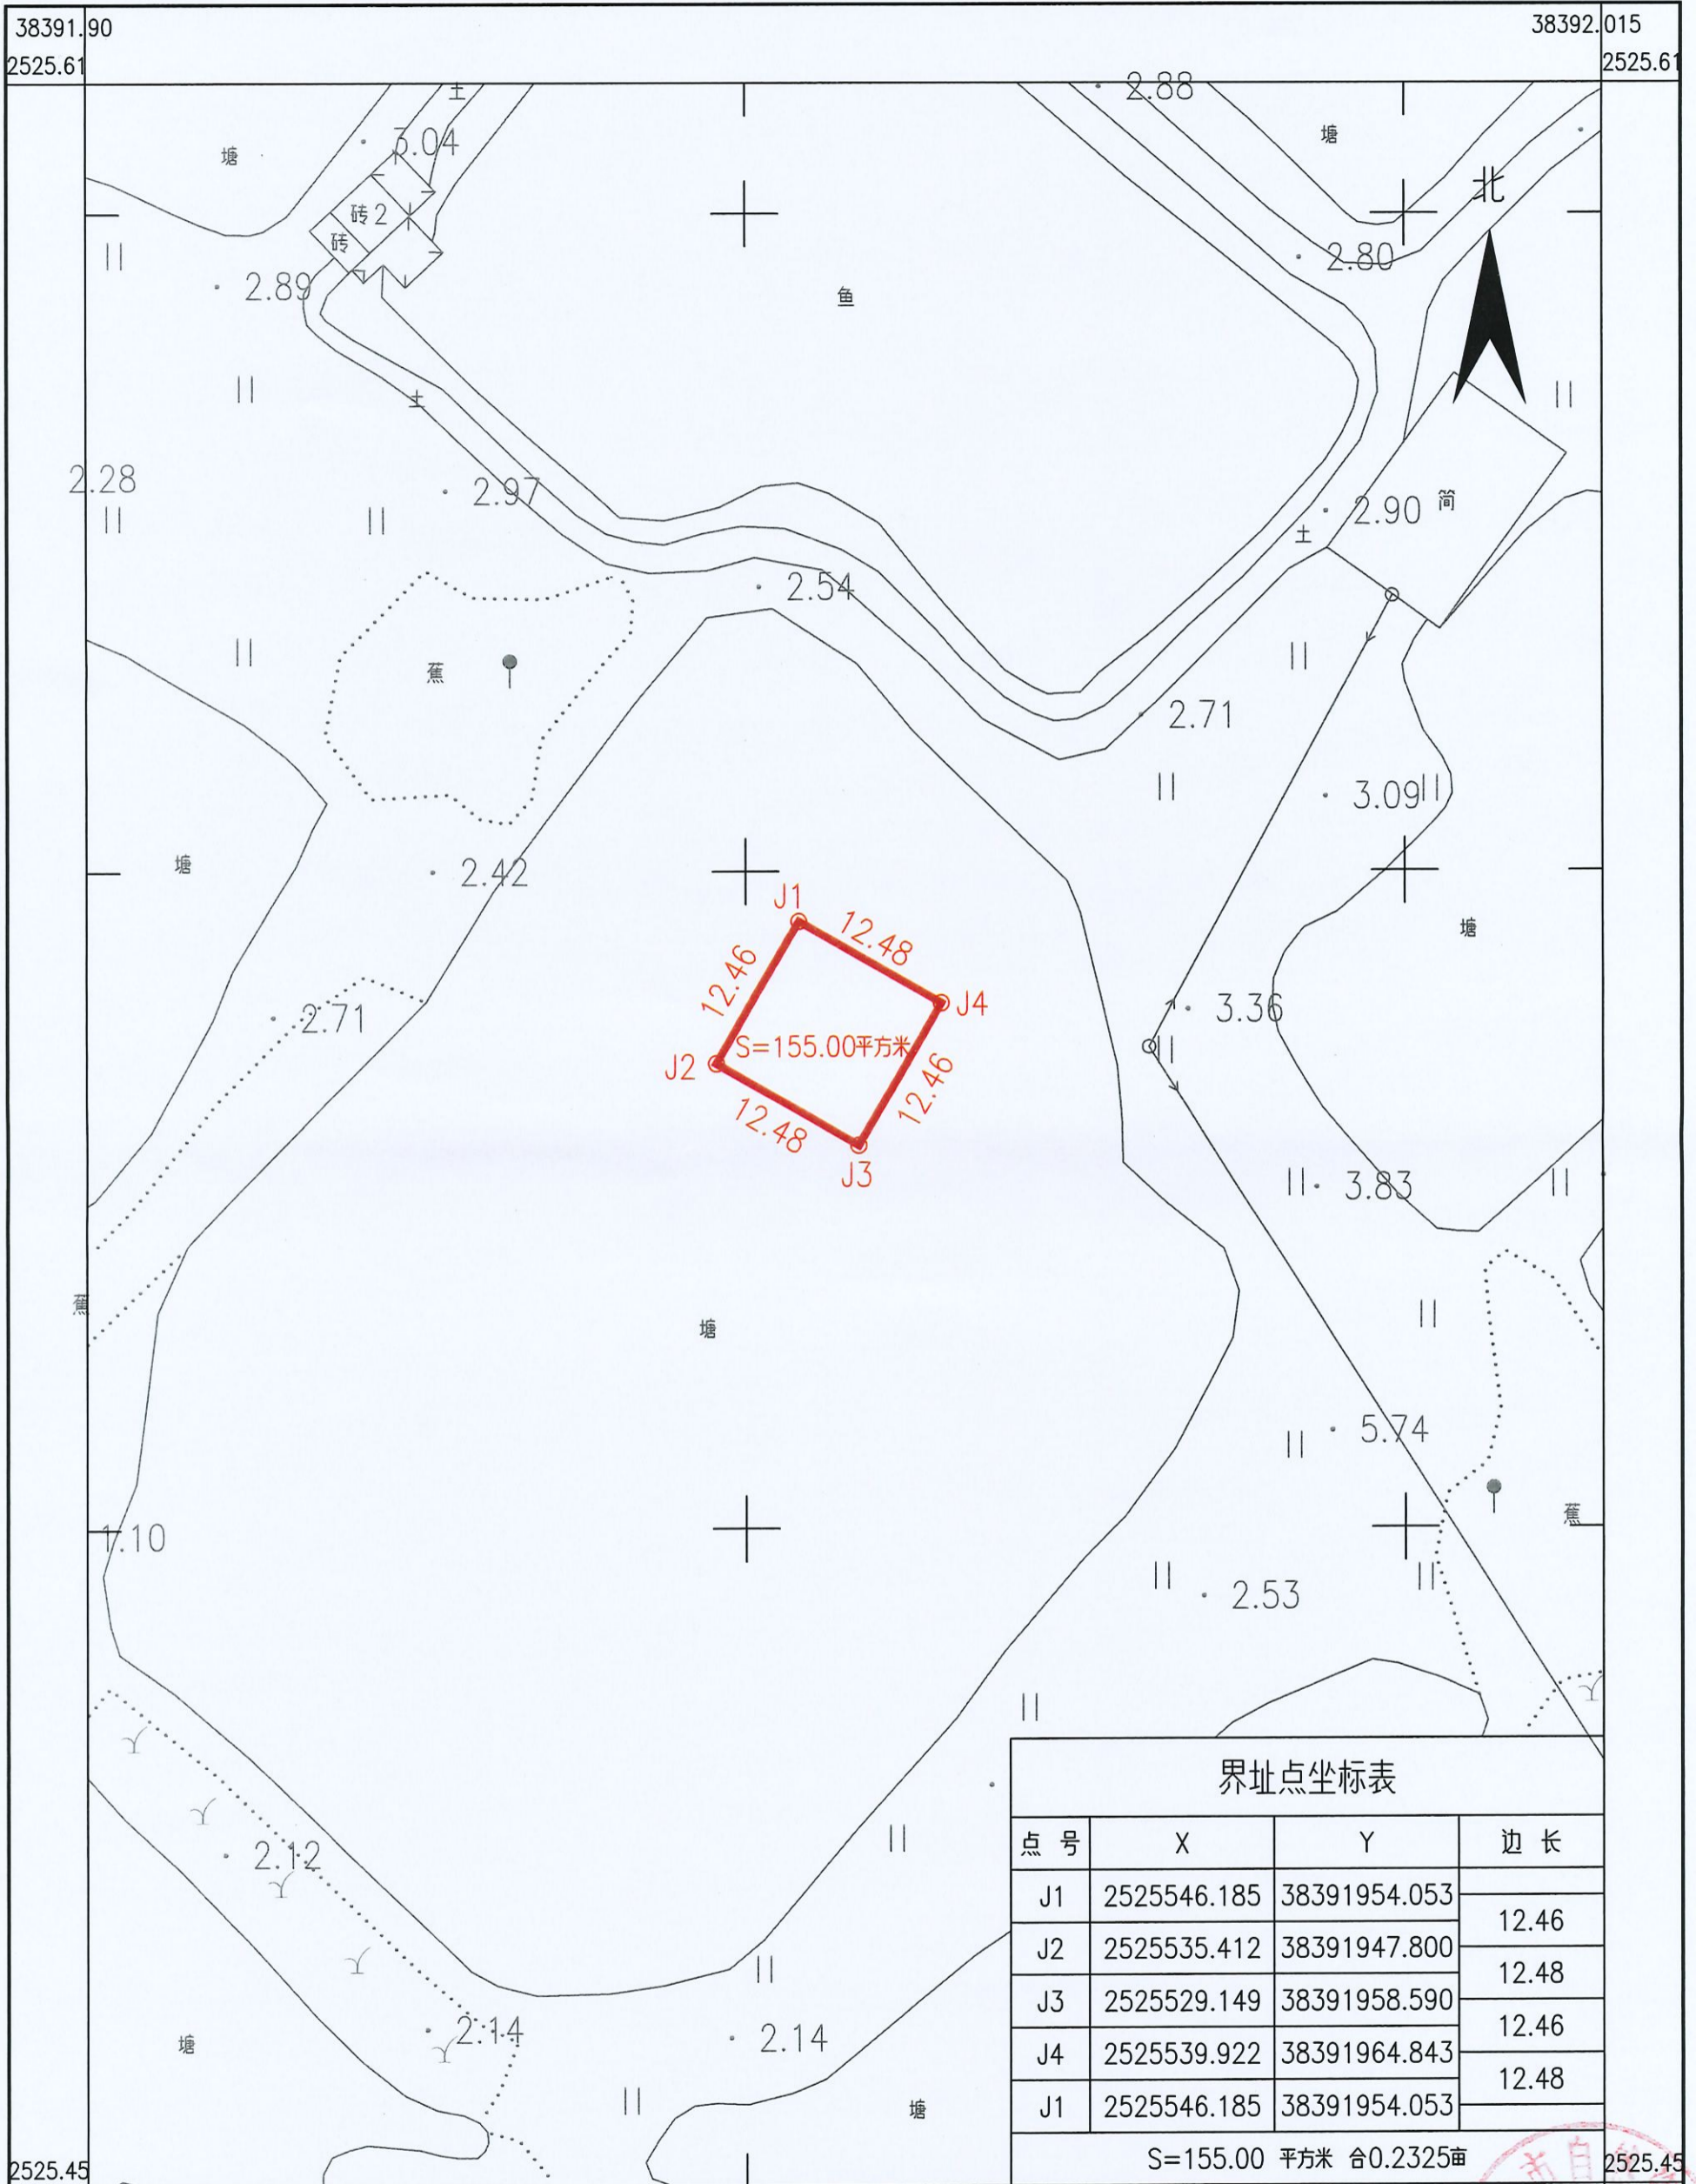 38391.90
38392.015
2525.61
2525.61
2.88
塘
3.04
塘
土
砖2
砖
北
2.80
2.89
鱼
土
2.28
2.97
2.90
简
土
2.54
蕉
2.71
3.09
塘
2.42
塘
J1
12.48
12.46
J4
2.71
3.36
S=155.00平方米
J2
12.46
12.48
J3
3.83
蕉
塘
5.74
蕉
1.10
2.53
界址点坐标表
点 号 X Y 边 长
J1 2525546.185 38391954.053
12.46
J2 2525535.412 38391947.800
12.48
J3 2525529.149 38391958.590
12.46
J4 2525539.922 38391964.843
12.48
J1 2525546.185 38391954.053
S=155.00 平方米 合0.2325亩
2.12
2.14
2.14
塘
塘
市自
2525.45
2525.45